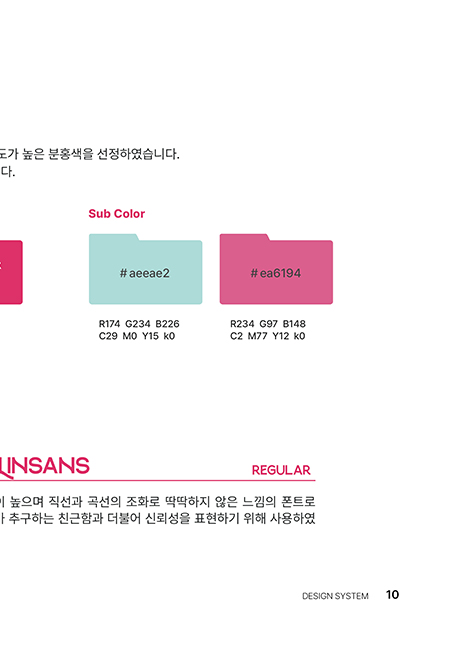 도가 높은 분홍색을 선정하였습니다.
다.
Sub Color
#aeeae2
#ea6194
R174 G234 B226
C29 M0 Y15 k0
R234 G97 B148
C2 M77 Y12 k0
LINSANS
REGULAR
높으며 직선과 곡선의 조화로 딱딱하지 않은 느낌의 폰트로
추구하는 친근함과 더불어 신뢰성을 표현하기 위해 사용하였
DESIGN SYSTEM 10